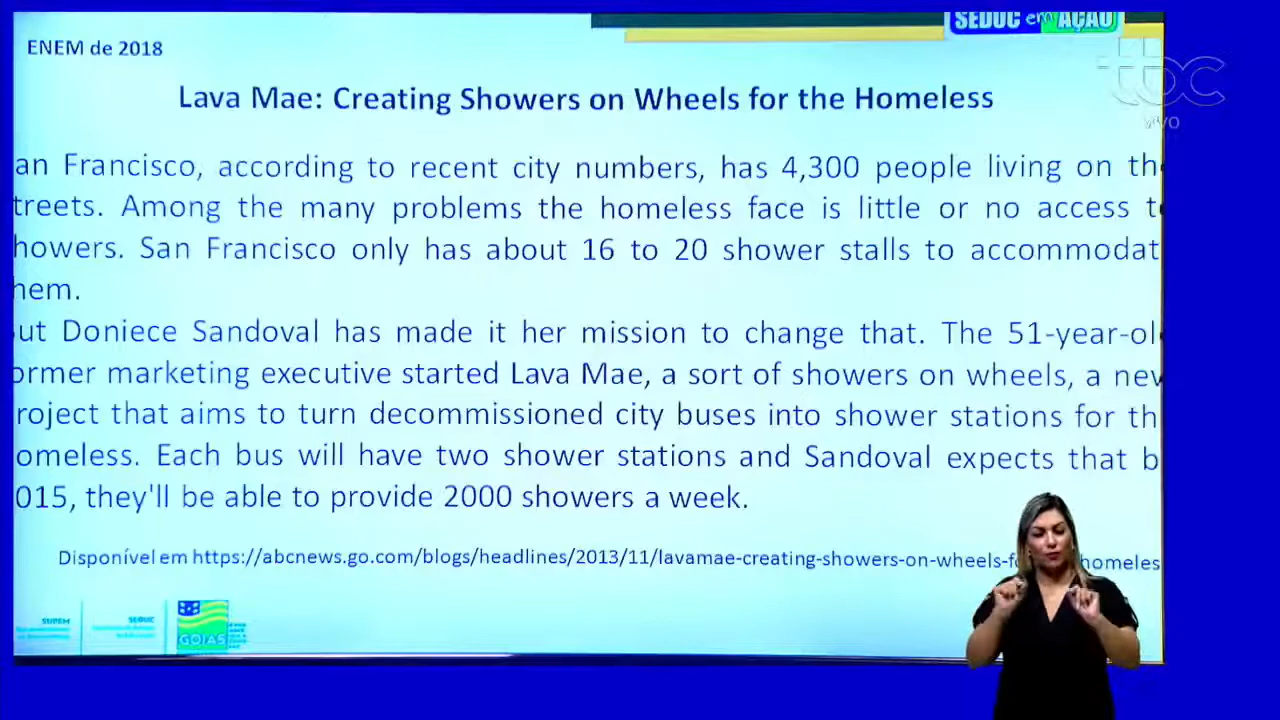 SEDUC em AÇÃO
ENEM de 2018
tbc
VIVO
Lava Mae: Creating Showers on Wheels for the Homeless
an Francisco, according to recent city numbers, has 4,300 people living on th
treets. Among the many problems the homeless face is little or no access t
howers. San Francisco only has about 16 to 20 shower stalls to accommodat
hem.
ut Doniece Sandoval has made it her mission to change that. The 51-year-ol
ormer marketing executive started Lava Mae, a sort of showers on wheels, a new
roject that aims to turn decommissioned city buses into shower stations for th
omeless. Each bus will have two shower stations and Sandoval expects that b
015, they'll be able to provide 2000 showers a week.
Disponível em https://abcnews.go.com/blogs/headlines/2013/11/lavamae-creating-showers-on-wheels-f homeles
SUPEM
SEDUC
GOIÁS